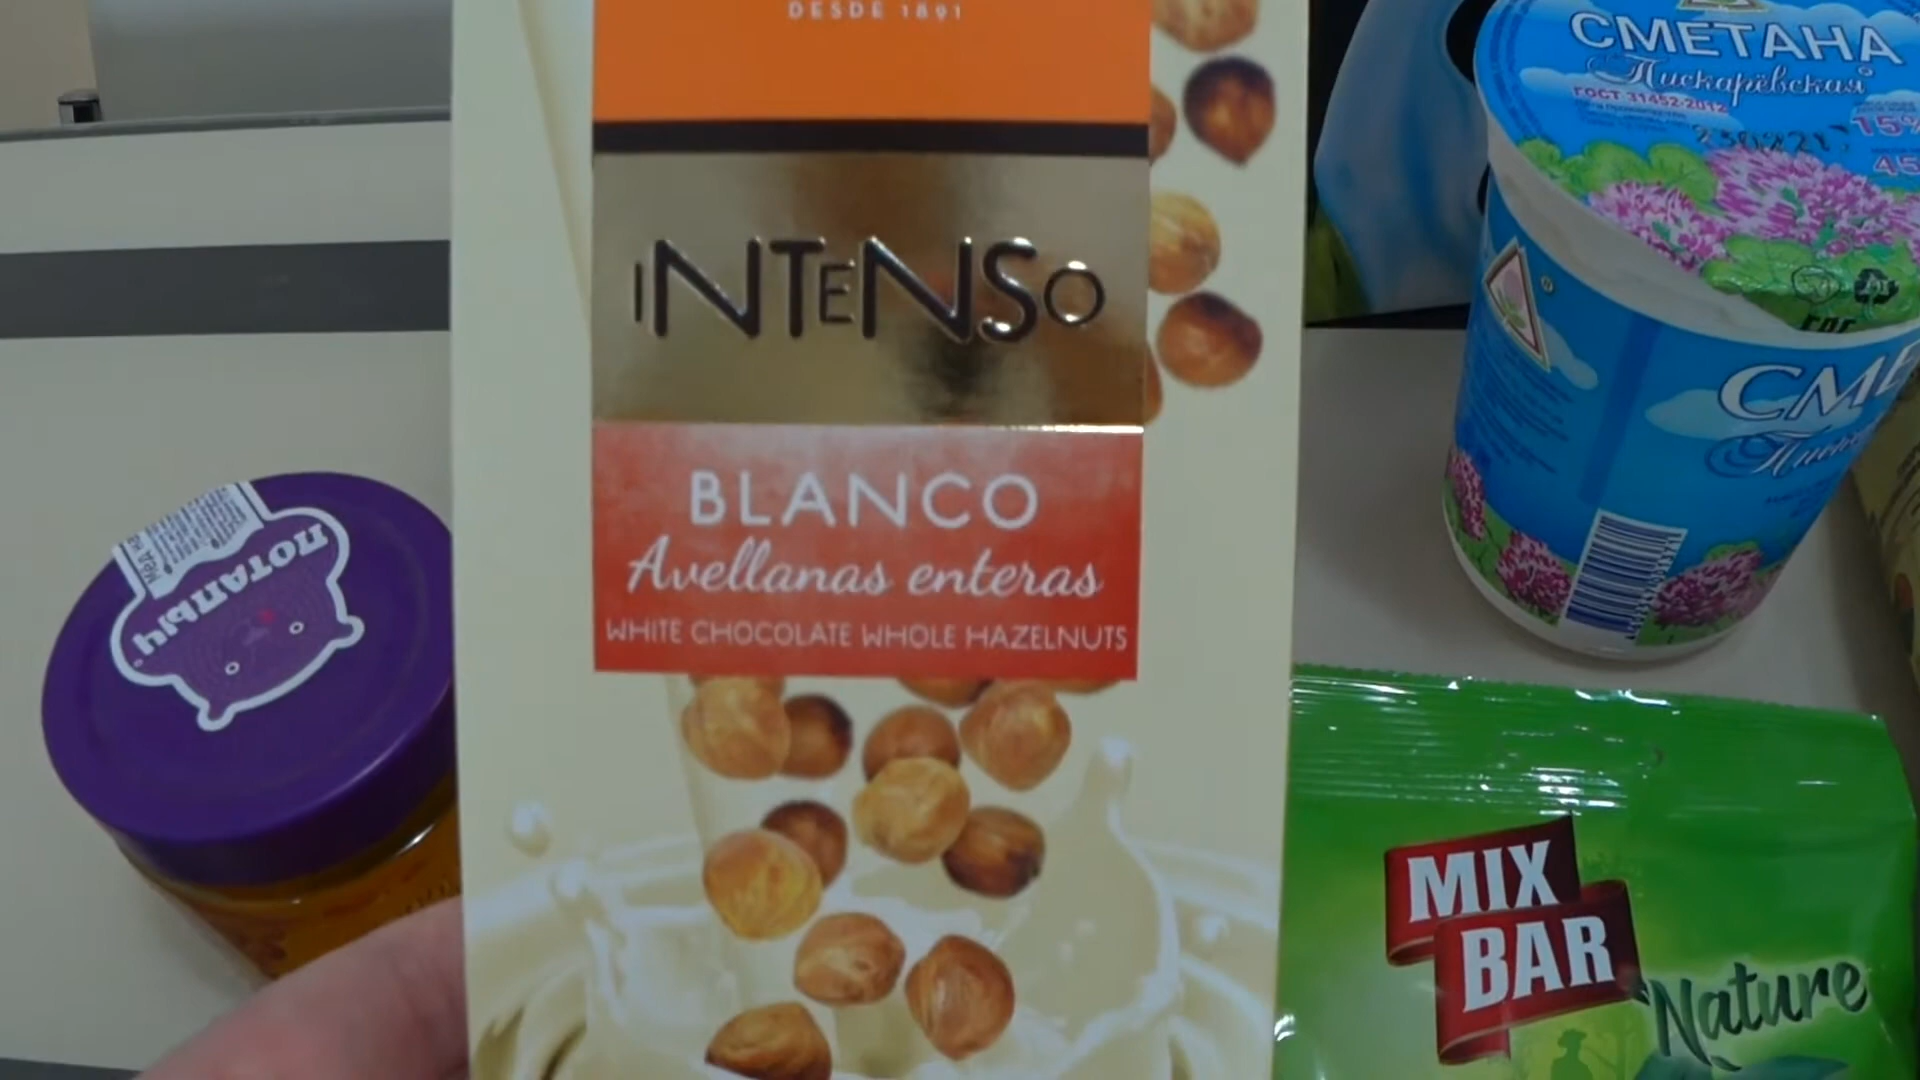 DESDE 1891
INTENSO
BLANCO
Avellanas enteras
WHITE CHOCOLATE WHOLE HAZELNUTS
ПОТАПЫЧ
СМЕТАНА
Пискарёвская
ГОСТ 31452-2012
15%
45
СМЕ
MIX
BAR
Nature